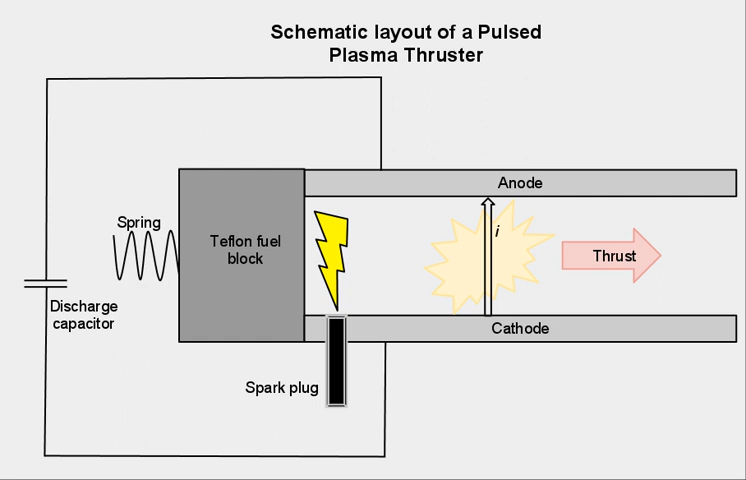 Schematic layout of a Pulsed
Plasma Thruster
Anode
Spring
Teflon fuel
block
i
Thrust
Discharge
capacitor
Cathode
Spark plug